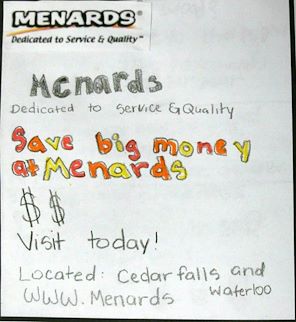 MENARDS®
Dedicated to Service & Quality™
Menards
Dedicated to Service & Quality
Save big money
at Menards
$ $
Visit today!
Located: Cedar falls and
Waterloo
WWW. Menards